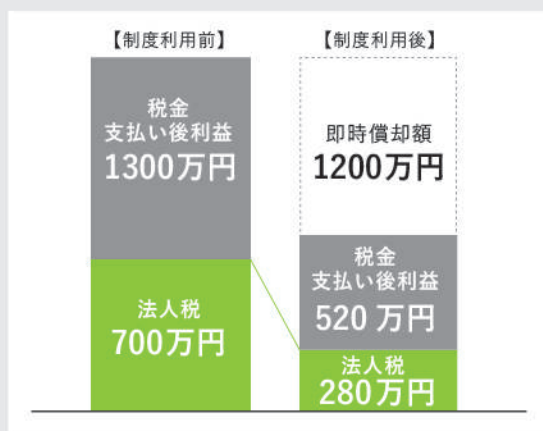 【制度利用前】
税金
支払い後利益
1300万円
法人税
700万円
【制度利用後】
即時償却額
1200万円
税金
支払い後利益
520 万円
法人税
280万円